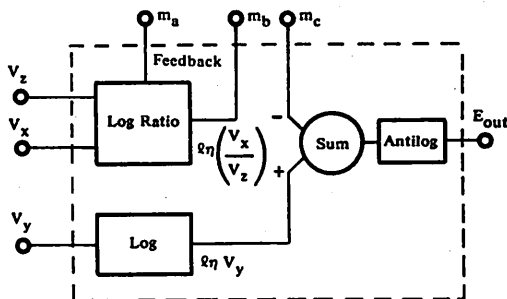 m_a
m_b
m_c
Feedback
V_z
V_x
Log Ratio
ℓη(V_x/V_z)
−
Sum
+
Antilog
E_out
V_y
Log
ℓη V_y